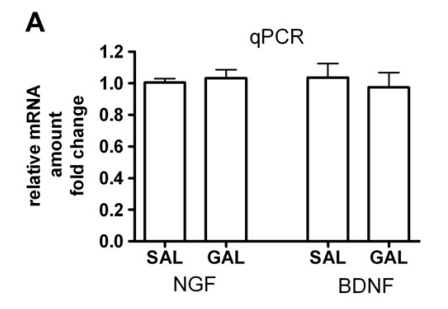 A
qPCR
relative mRNA
amount
fold change
1.2
1.0
0.8
0.6
0.4
0.2
0.0
SAL GAL SAL GAL
NGF BDNF